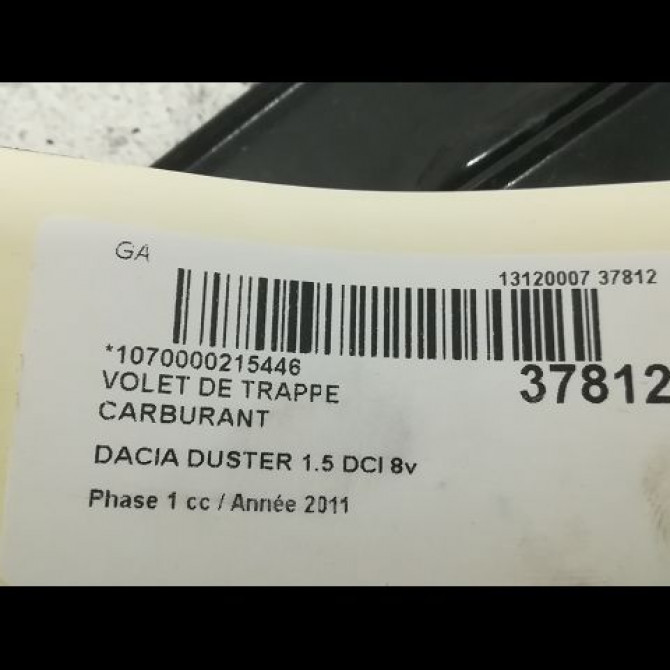 GA
13120007 37812
*1070000215446
37812
VOLET DE TRAPPE
CARBURANT
DACIA DUSTER 1.5 DCI 8v
Phase 1 cc / Année 2011